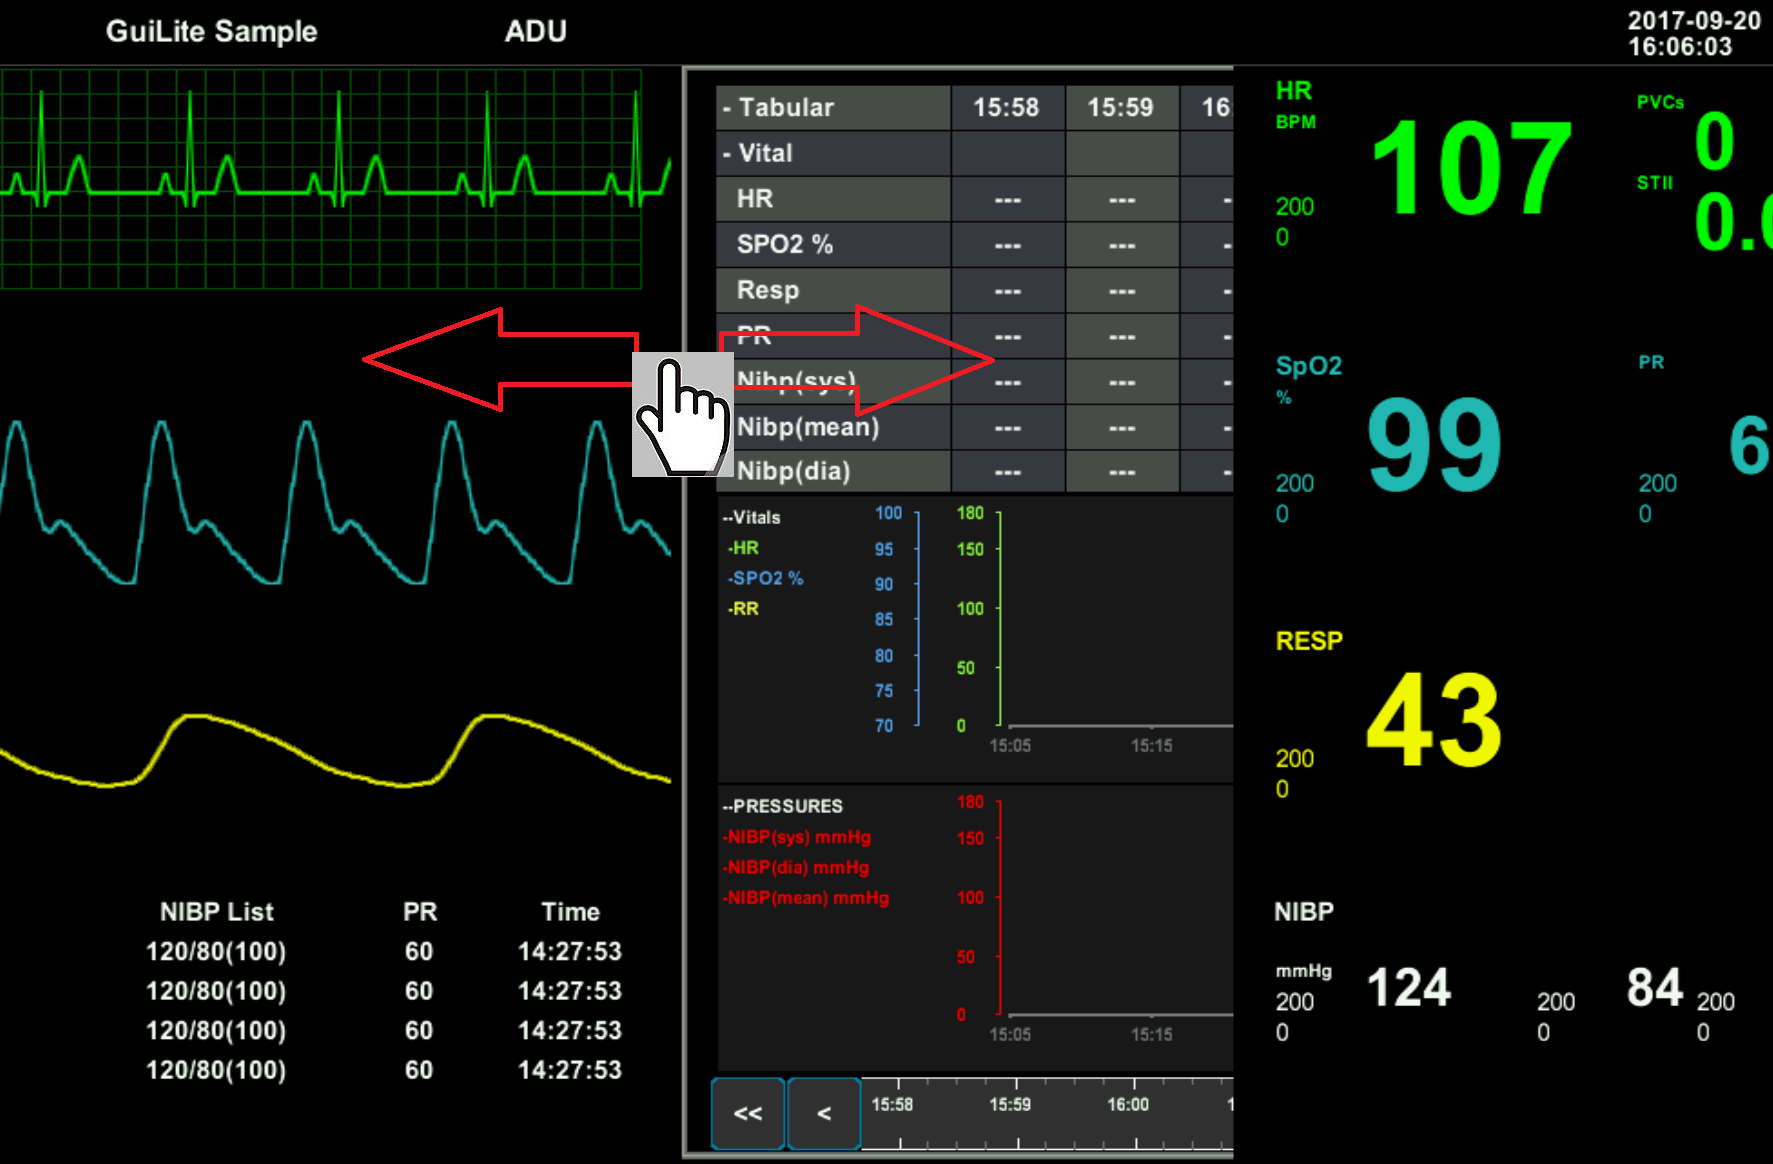 GuiLite Sample ADU 2017-09-20
16:06:03
- Tabular 15:58 15:59 16:
- Vital
HR --- --- -
SPO2 % --- --- -
Resp --- --- -
PR --- --- -
Nibp(sys) --- --- -
Nibp(mean) --- --- -
Nibp(dia) --- --- -
--Vitals
-HR
-SPO2 %
-RR
100
95
90
85
80
75
70
180
150
100
50
0
15:05 15:15
--PRESSURES
-NIBP(sys) mmHg
-NIBP(dia) mmHg
-NIBP(mean) mmHg
180
150
100
50
0
15:05 15:15
<< < 15:58 15:59 16:00 1
NIBP List PR Time
120/80(100) 60 14:27:53
120/80(100) 60 14:27:53
120/80(100) 60 14:27:53
120/80(100) 60 14:27:53
HR
BPM
200
0
107
PVCs
0
STII
0.0
SpO2
%
200
0
99
PR
200
0
6
RESP
200
0
43
NIBP
mmHg
200
0
124
200
0
84
200
0